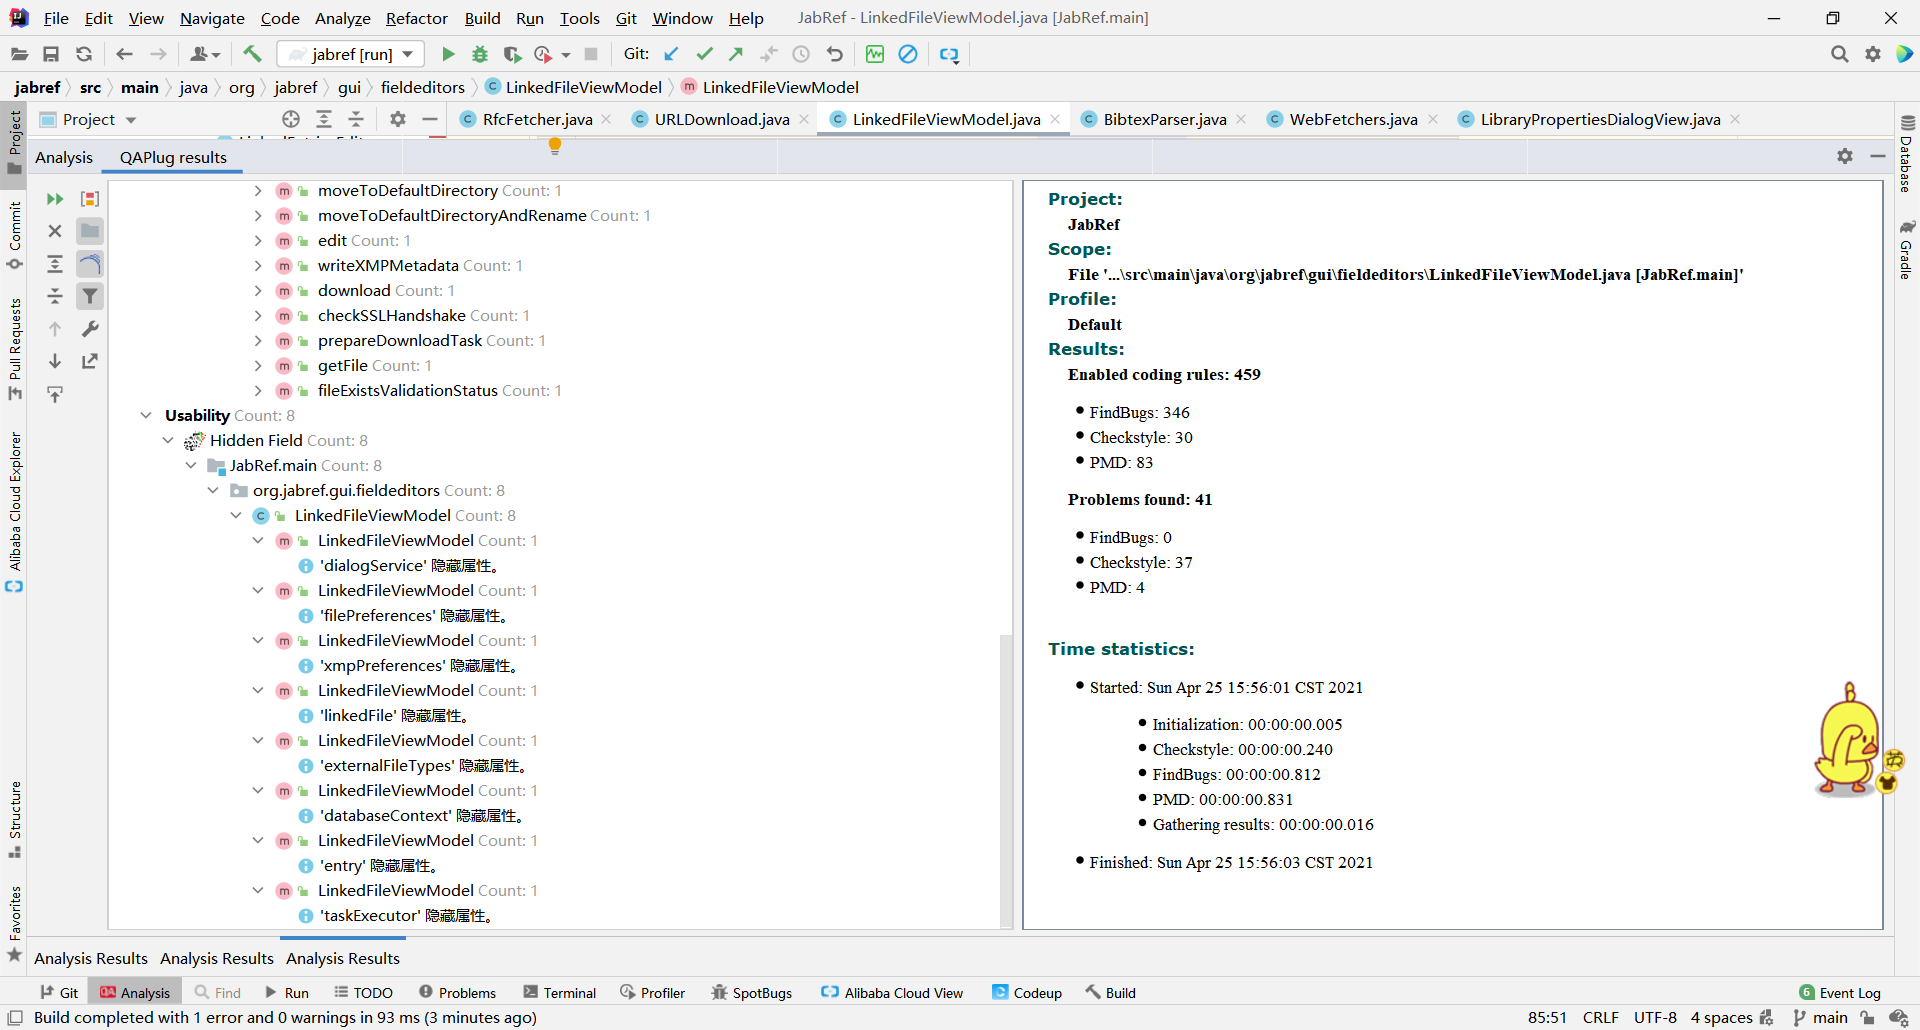 File Edit View Navigate Code Analyze Refactor Build Run Tools Git Window Help JabRef - LinkedFileViewModel.java [JabRef.main]
jabref [run] Git:
jabref src main java org jabref gui fieldeditors LinkedFileViewModel LinkedFileViewModel
Project RfcFetcher.java URLDownload.java LinkedFileViewModel.java BibtexParser.java WebFetchers.java LibraryPropertiesDialogView.java
Analysis QAPlug results
moveToDefaultDirectory Count: 1
moveToDefaultDirectoryAndRename Count: 1
edit Count: 1
writeXMPMetadata Count: 1
download Count: 1
checkSSLHandshake Count: 1
prepareDownloadTask Count: 1
getFile Count: 1
fileExistsValidationStatus Count: 1
Usability Count: 8
Hidden Field Count: 8
JabRef.main Count: 8
org.jabref.gui.fieldeditors Count: 8
LinkedFileViewModel Count: 8
LinkedFileViewModel Count: 1
'dialogService' 隐藏属性。
LinkedFileViewModel Count: 1
'filePreferences' 隐藏属性。
LinkedFileViewModel Count: 1
'xmpPreferences' 隐藏属性。
LinkedFileViewModel Count: 1
'linkedFile' 隐藏属性。
LinkedFileViewModel Count: 1
'externalFileTypes' 隐藏属性。
LinkedFileViewModel Count: 1
'databaseContext' 隐藏属性。
LinkedFileViewModel Count: 1
'entry' 隐藏属性。
LinkedFileViewModel Count: 1
'taskExecutor' 隐藏属性。
Project:
JabRef
Scope:
File '...\src\main\java\org\jabref\gui\fieldeditors\LinkedFileViewModel.java [JabRef.main]'
Profile:
Default
Results:
Enabled coding rules: 459
FindBugs: 346
Checkstyle: 30
PMD: 83
Problems found: 41
FindBugs: 0
Checkstyle: 37
PMD: 4
Time statistics:
Started: Sun Apr 25 15:56:01 CST 2021
Initialization: 00:00:00.005
Checkstyle: 00:00:00.240
FindBugs: 00:00:00.812
PMD: 00:00:00.831
Gathering results: 00:00:00.016
Finished: Sun Apr 25 15:56:03 CST 2021
Project
Commit
Pull Requests
Alibaba Cloud Explorer
Structure
Favorites
Database
Gradle
Analysis Results Analysis Results Analysis Results
Git Analysis Find Run TODO Problems Terminal Profiler SpotBugs Alibaba Cloud View Codeup Build 6 Event Log
Build completed with 1 error and 0 warnings in 93 ms (3 minutes ago) 85:51 CRLF UTF-8 4 spaces main